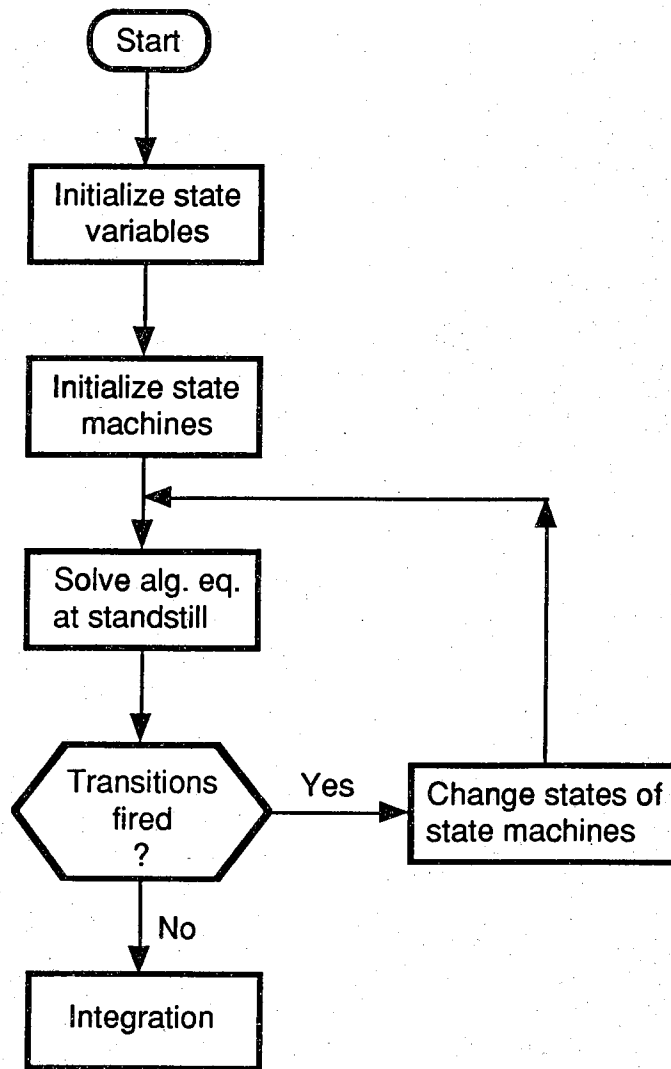 Start
Initialize state
variables
Initialize state
machines
Solve alg. eq.
at standstill
Transitions
fired
?
Yes
Change states of
state machines
No
Integration